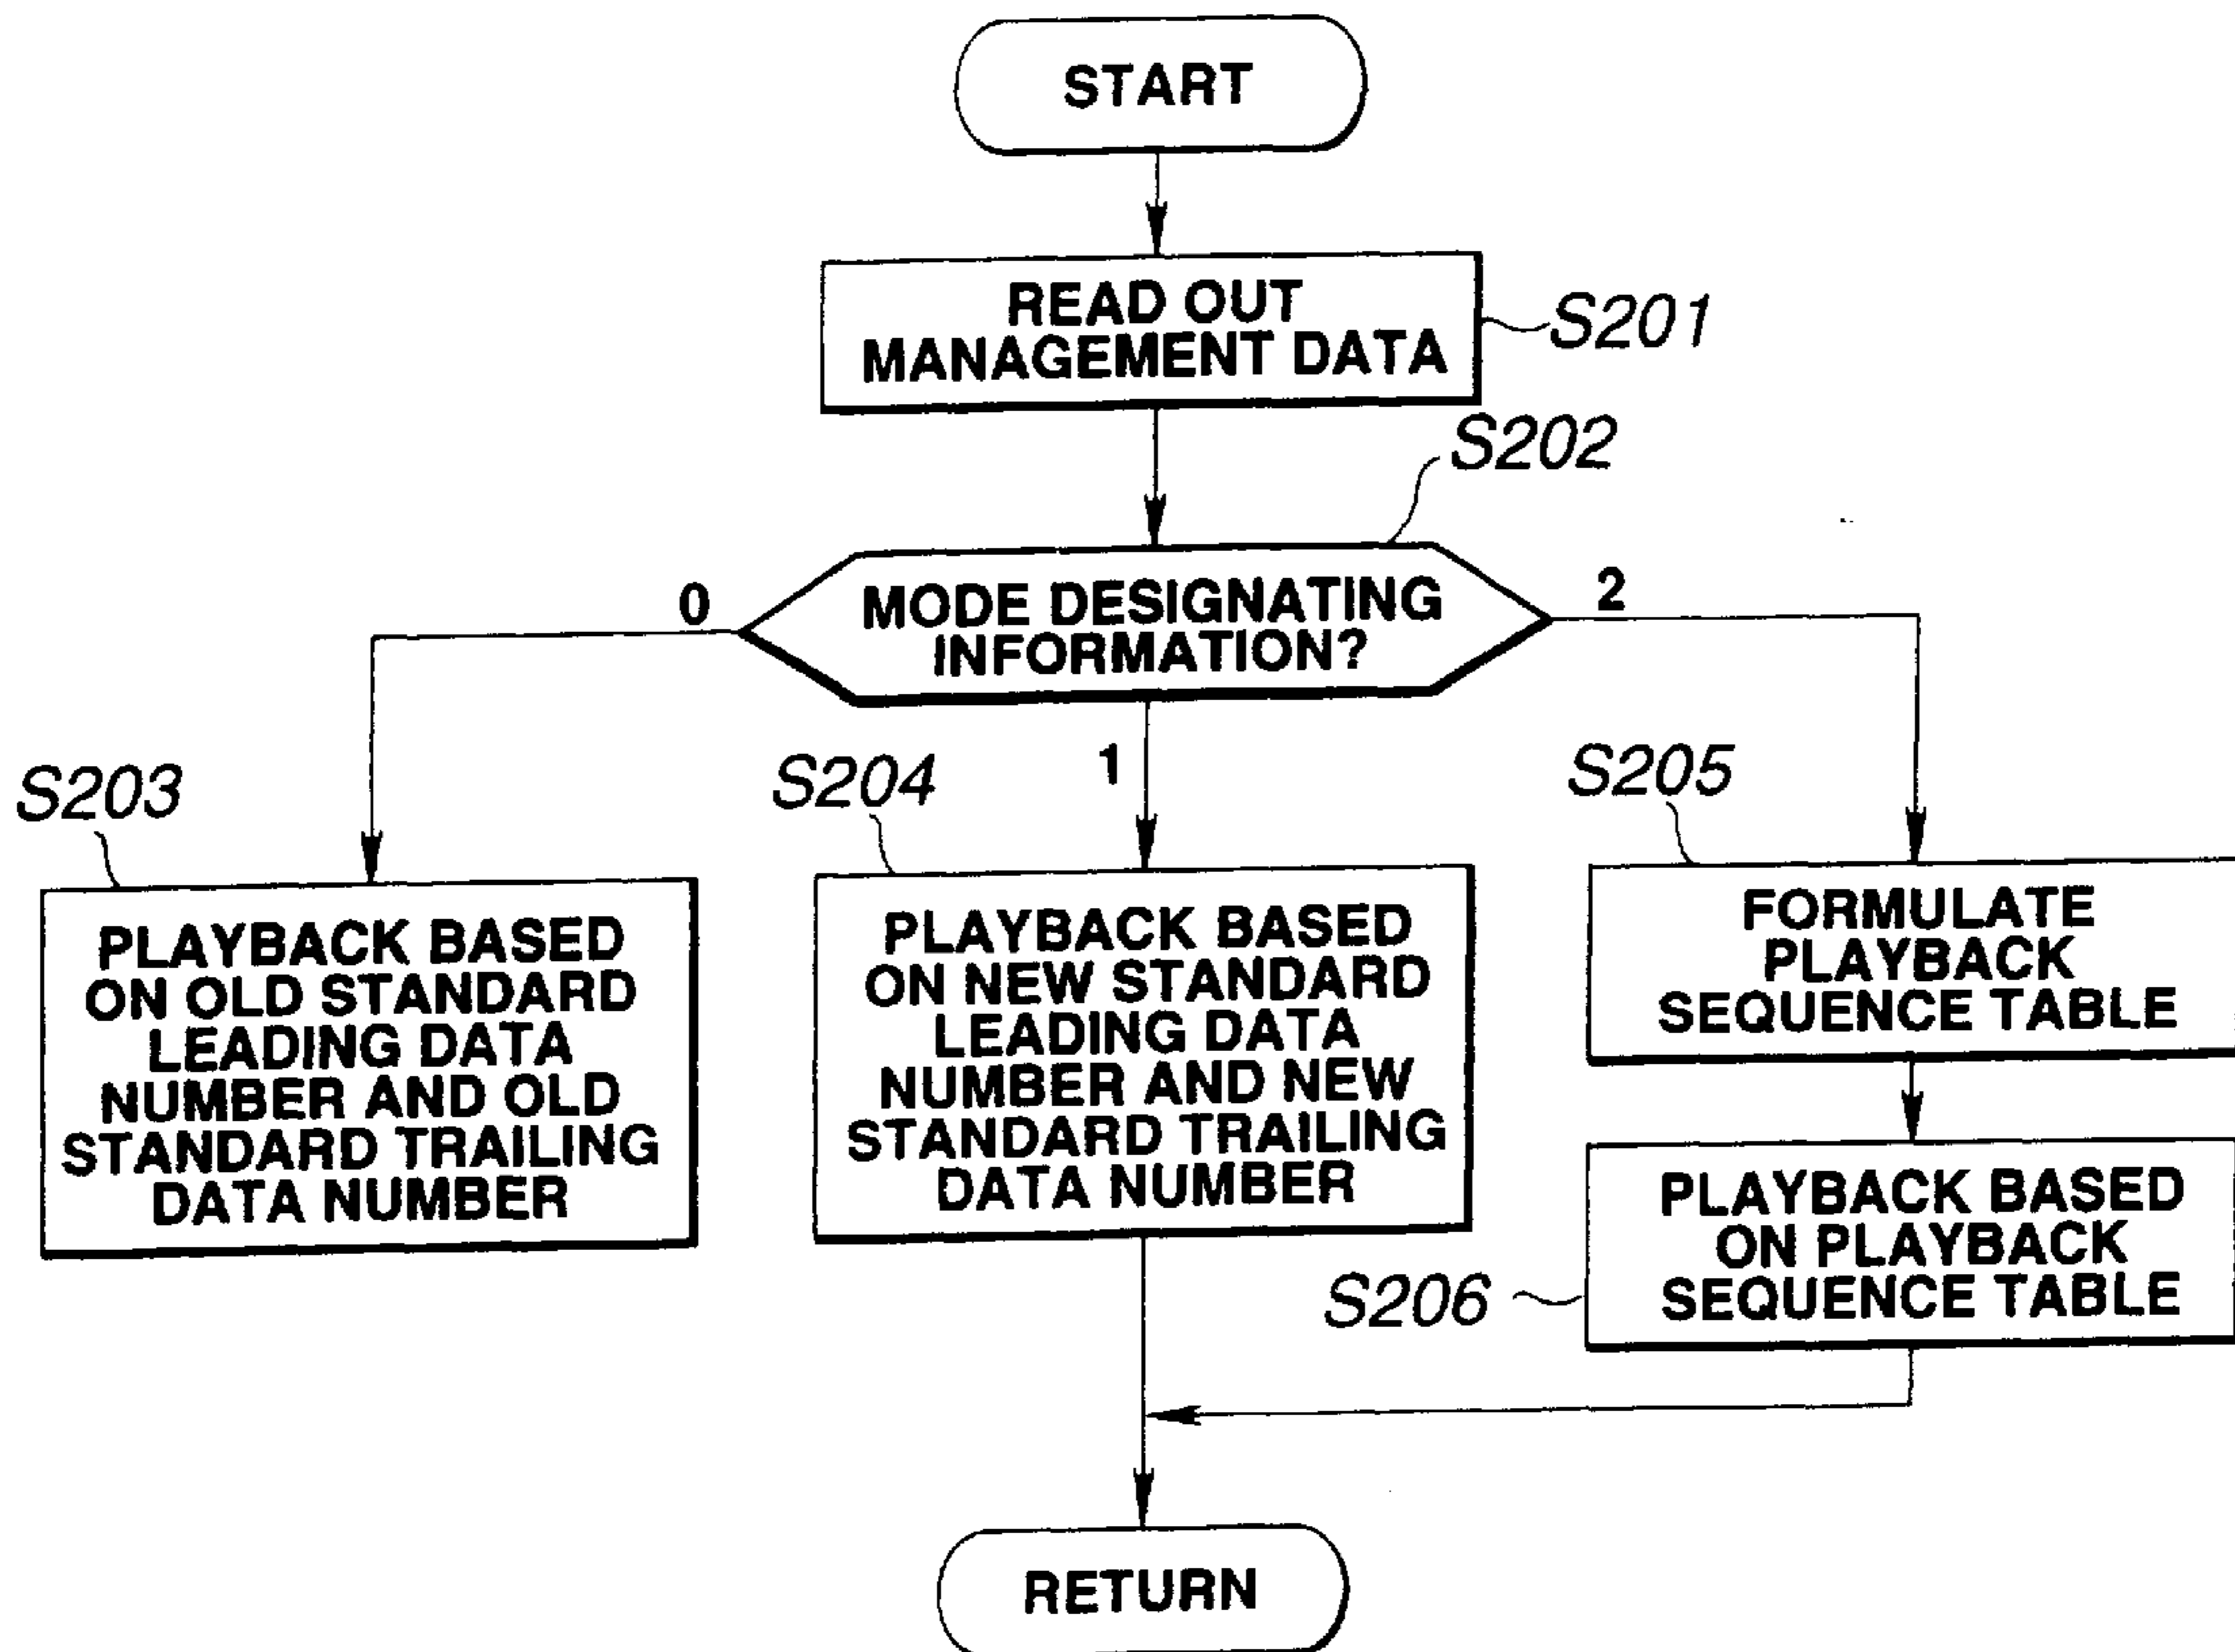 START
READ OUT
MANAGEMENT DATA
S201
S202
MODE DESIGNATING
INFORMATION?
0
2
1
S203
S204
S205
PLAYBACK BASED
ON OLD STANDARD
LEADING DATA
NUMBER AND OLD
STANDARD TRAILING
DATA NUMBER
PLAYBACK BASED
ON NEW STANDARD
LEADING DATA
NUMBER AND NEW
STANDARD TRAILING
DATA NUMBER
FORMULATE
PLAYBACK
SEQUENCE TABLE
PLAYBACK BASED
ON PLAYBACK
SEQUENCE TABLE
S206
RETURN